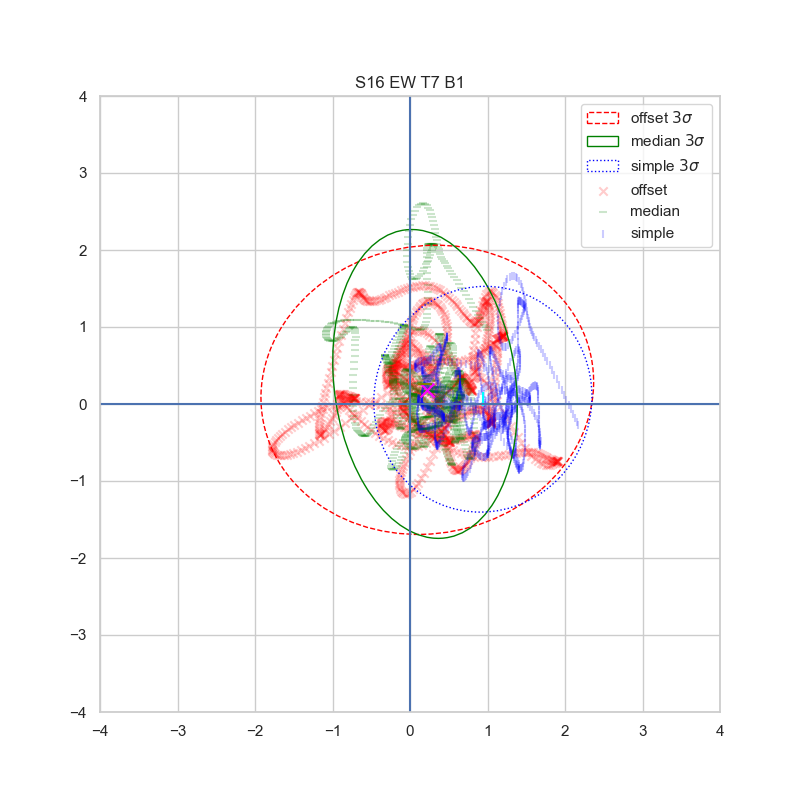 S16 EW T7 B1
offset 3σ
median 3σ
simple 3σ
offset
median
simple
4
3
2
1
0
−1
−2
−3
−4
−4 −3 −2 −1 0 1 2 3 4